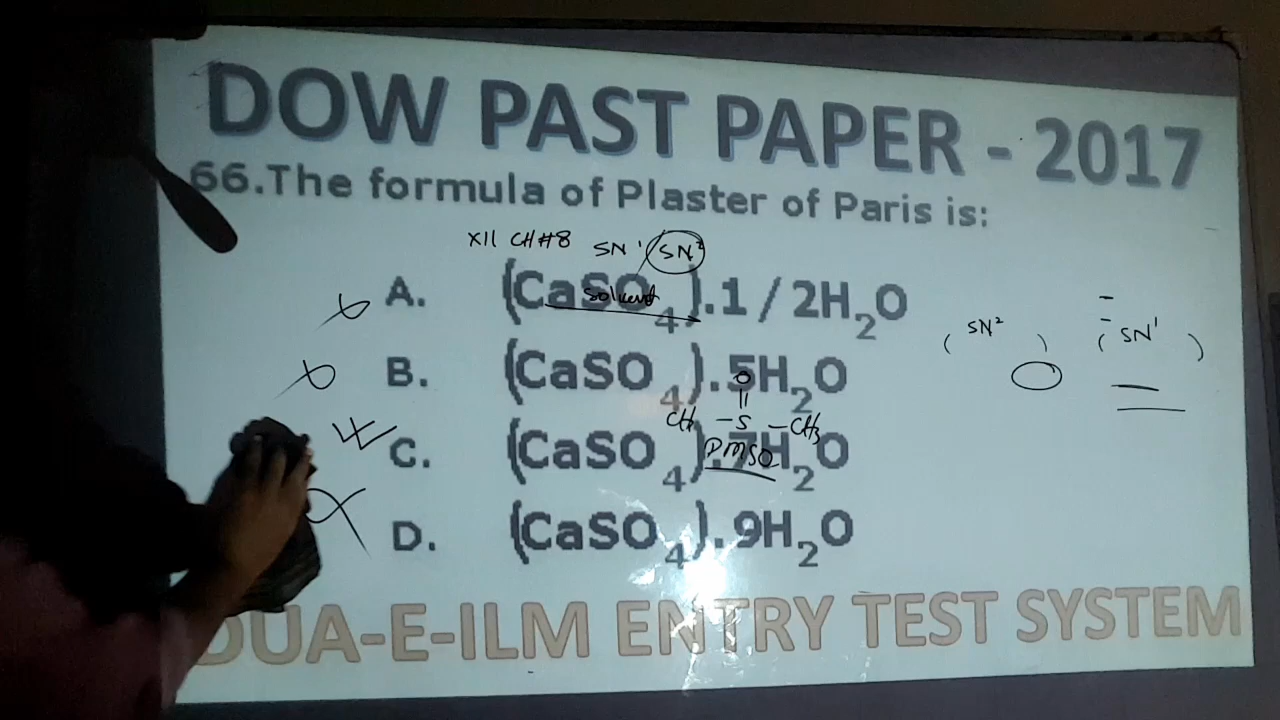 DOW PAST PAPER - 2017
66.The formula of Plaster of Paris is:
XII CH#8 SN¹ SN²
A. (CaSO₄).1/2H₂O
solvent
SN² SN¹
( ) ( )
B. (CaSO₄).5H₂O
O
CH -S -CH₃
C. (CaSO₄).7H₂O
DMSO
D. (CaSO₄).9H₂O
DUA-E-ILM ENTRY TEST SYSTEM